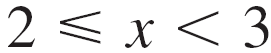 2 ⩽ x < 3